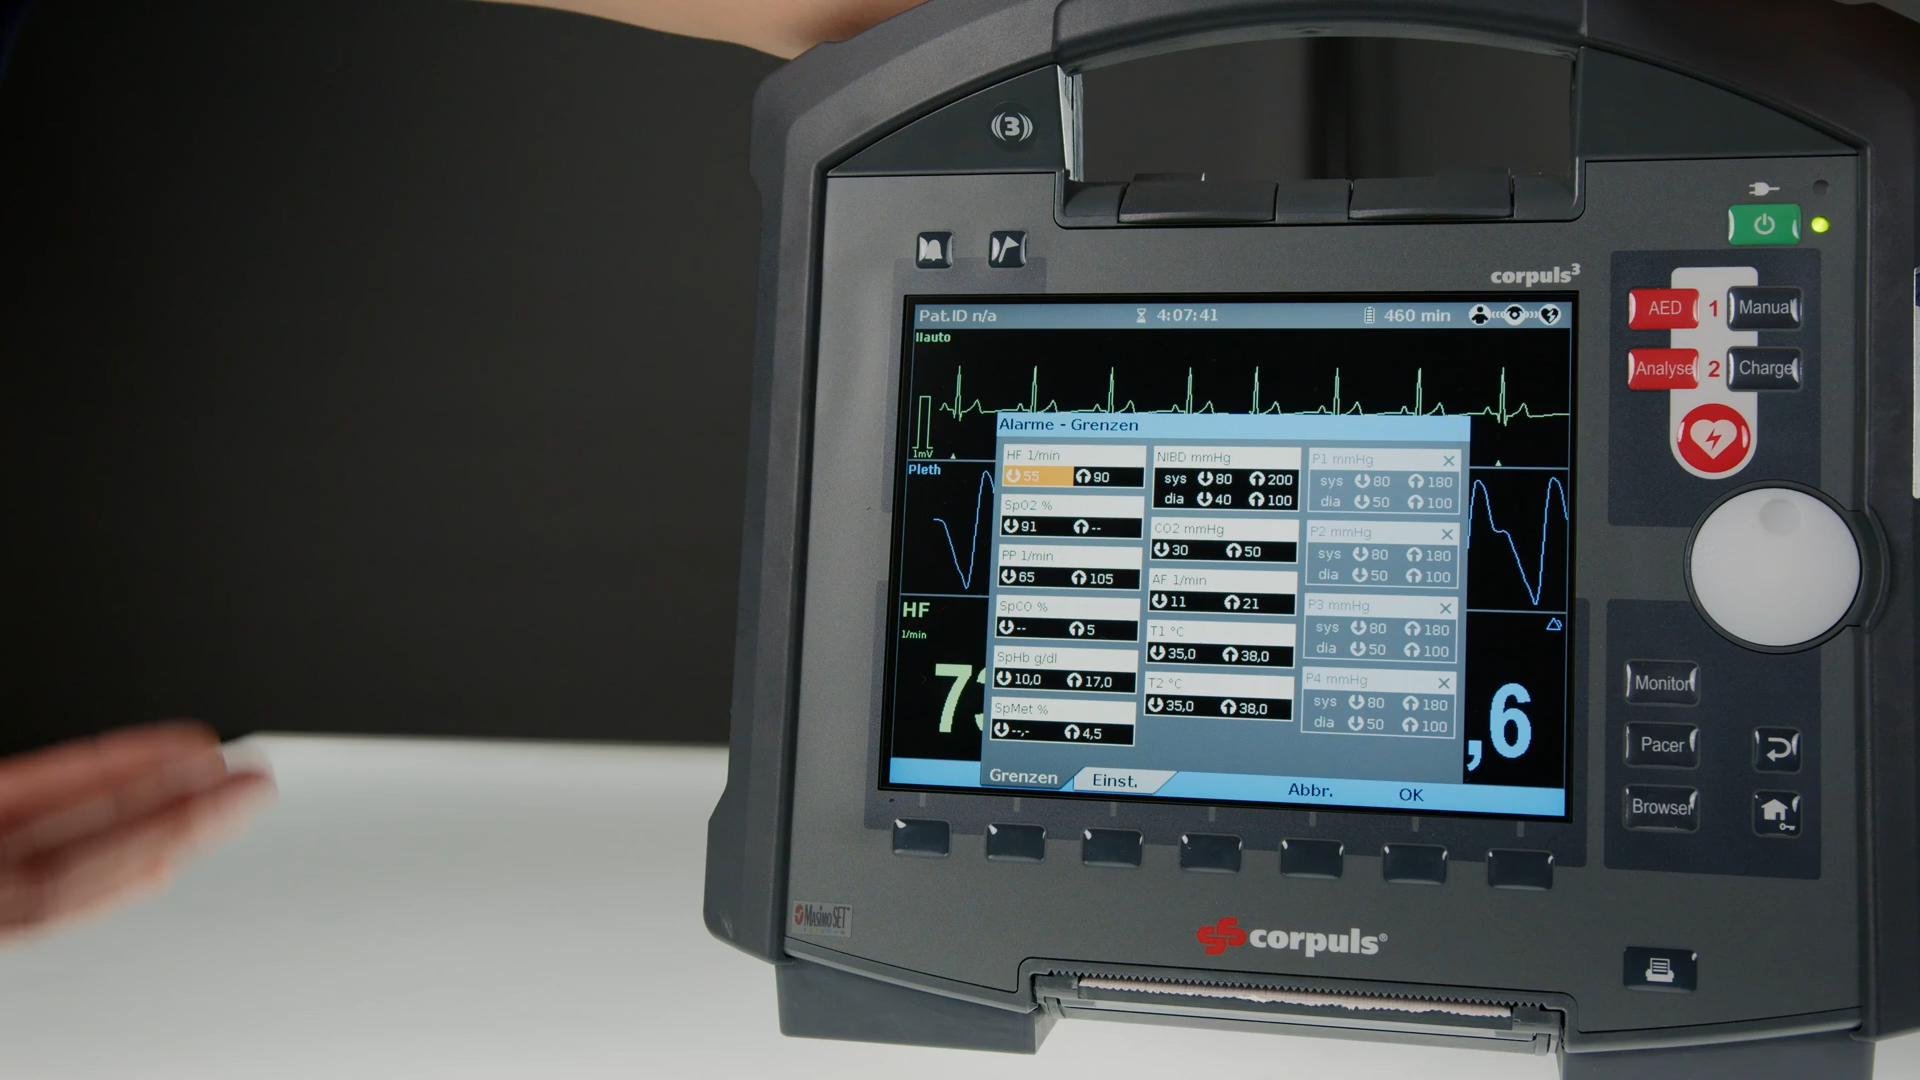 ((3))
corpuls³
Pat.ID n/a
4:07:41
460 min
AED 1 Manual
Analyse 2 Charge
IIauto
1mV
Alarme - Grenzen
HF 1/min
55 90
SpO2 %
91 --
PP 1/min
65 105
SpCO %
-- 5
SpHb g/dl
10,0 17,0
SpMet %
--,- 4,5
NIBD mmHg
sys 80 200
dia 40 100
CO2 mmHg
30 50
AF 1/min
11 21
T1 °C
35,0 38,0
T2 °C
35,0 38,0
P1 mmHg
sys 80 180
dia 50 100
P2 mmHg
sys 80 180
dia 50 100
P3 mmHg
sys 80 180
dia 50 100
P4 mmHg
sys 80 180
dia 50 100
Pleth
HF
1/min
,6
Grenzen Einst. Abbr. OK
Monitor
Pacer
Browser
Masimo SET
corpuls®